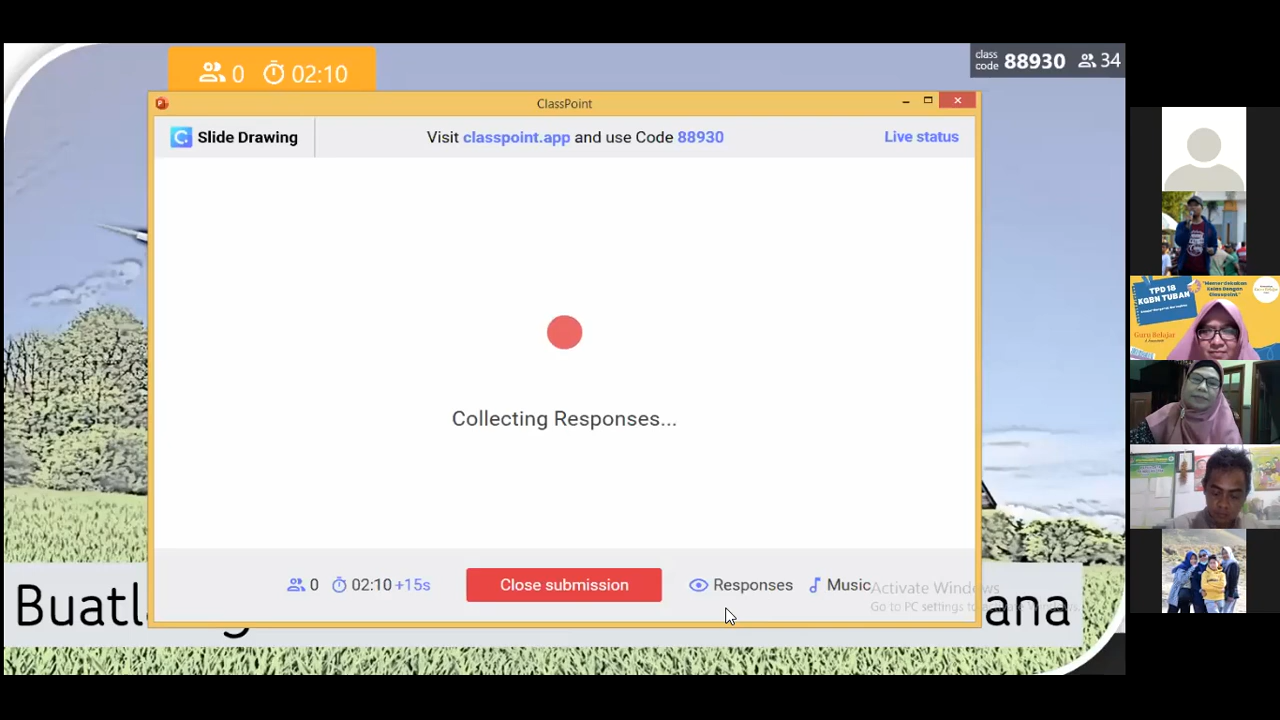 0 02:10
class code 88930 34
ClassPoint
Slide Drawing
Visit classpoint.app and use Code 88930
Live status
Collecting Responses...
0 02:10 +15s
Close submission
Responses
Music
Activate Windows
Go to PC settings to activate Windows.
Buatl
ana
TPD 18
KGBN TUBAN
Guru Belajar